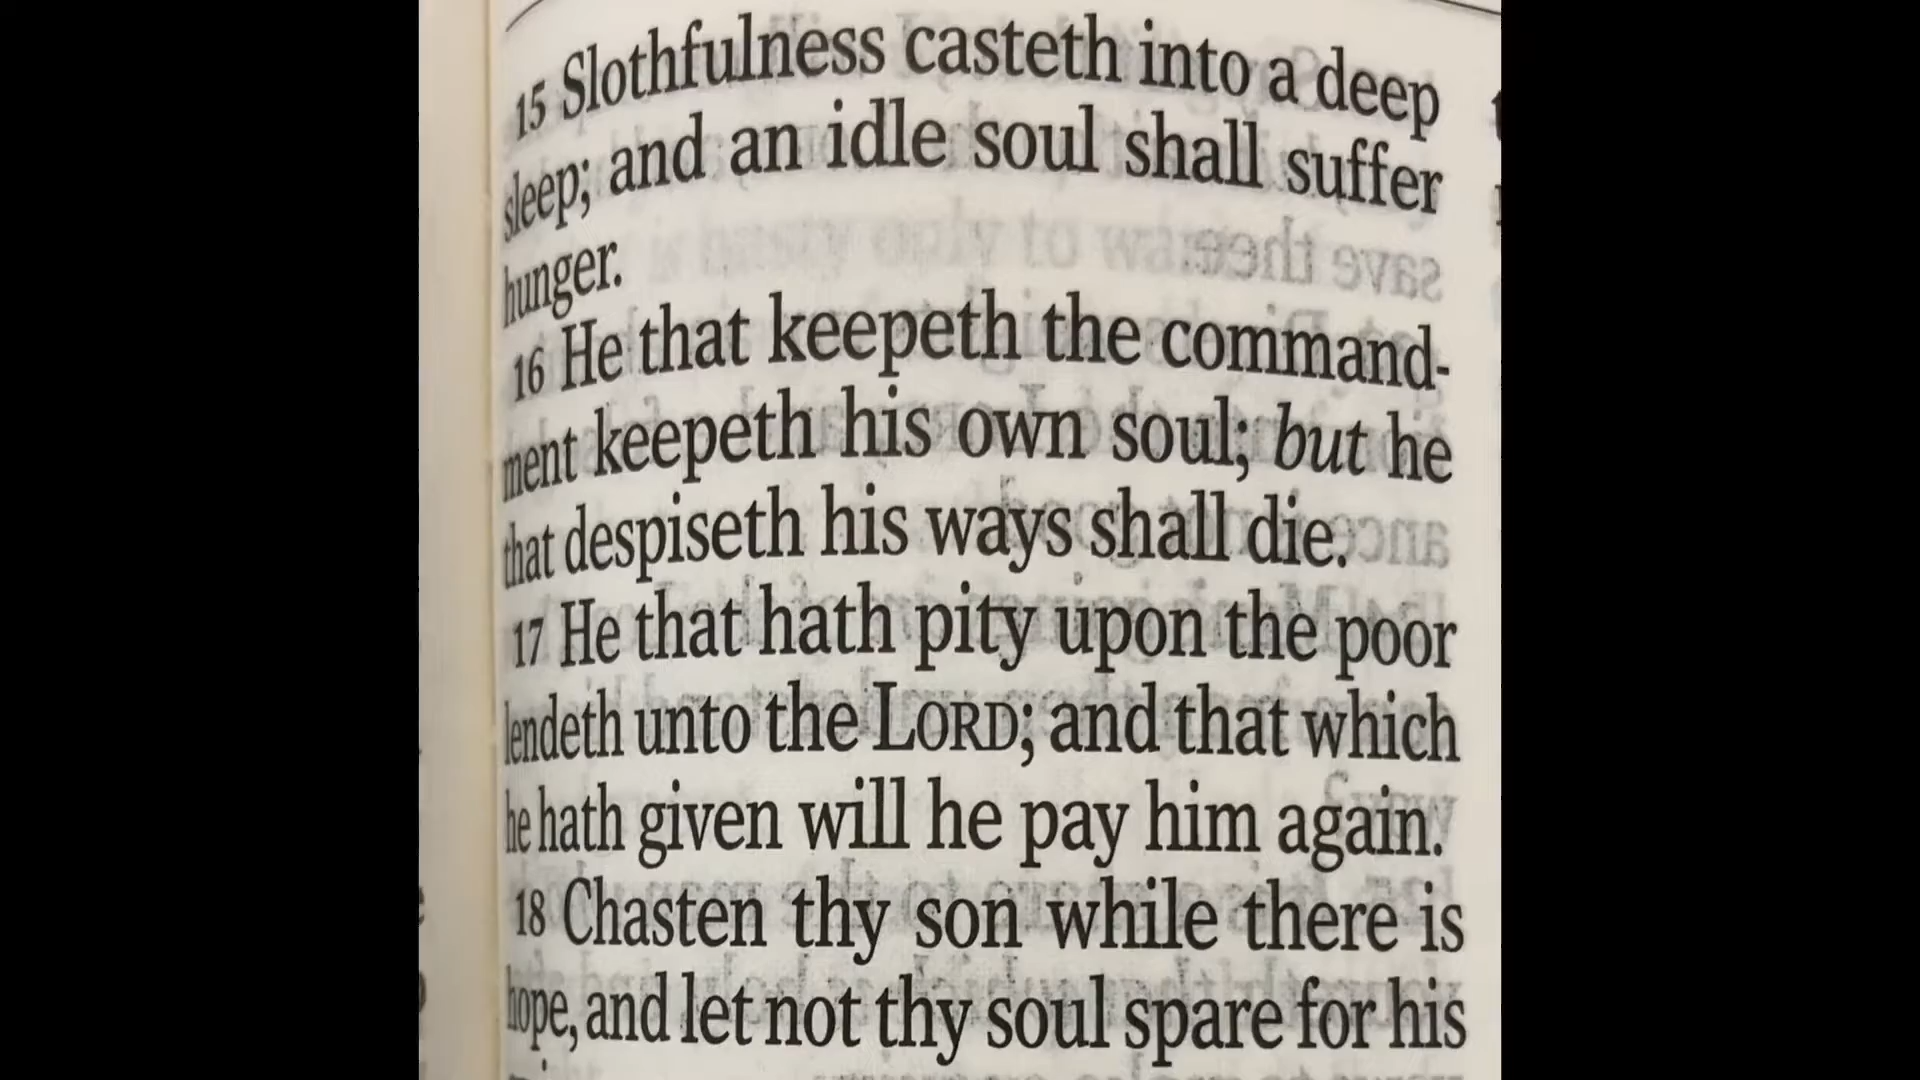 15 Slothfulness casteth into a deep
sleep; and an idle soul shall suffer
hunger.
16 He that keepeth the command-
ment keepeth his own soul; but he
that despiseth his ways shall die.
17 He that hath pity upon the poor
lendeth unto the LORD; and that which
he hath given will he pay him again.
18 Chasten thy son while there is
hope, and let not thy soul spare for his